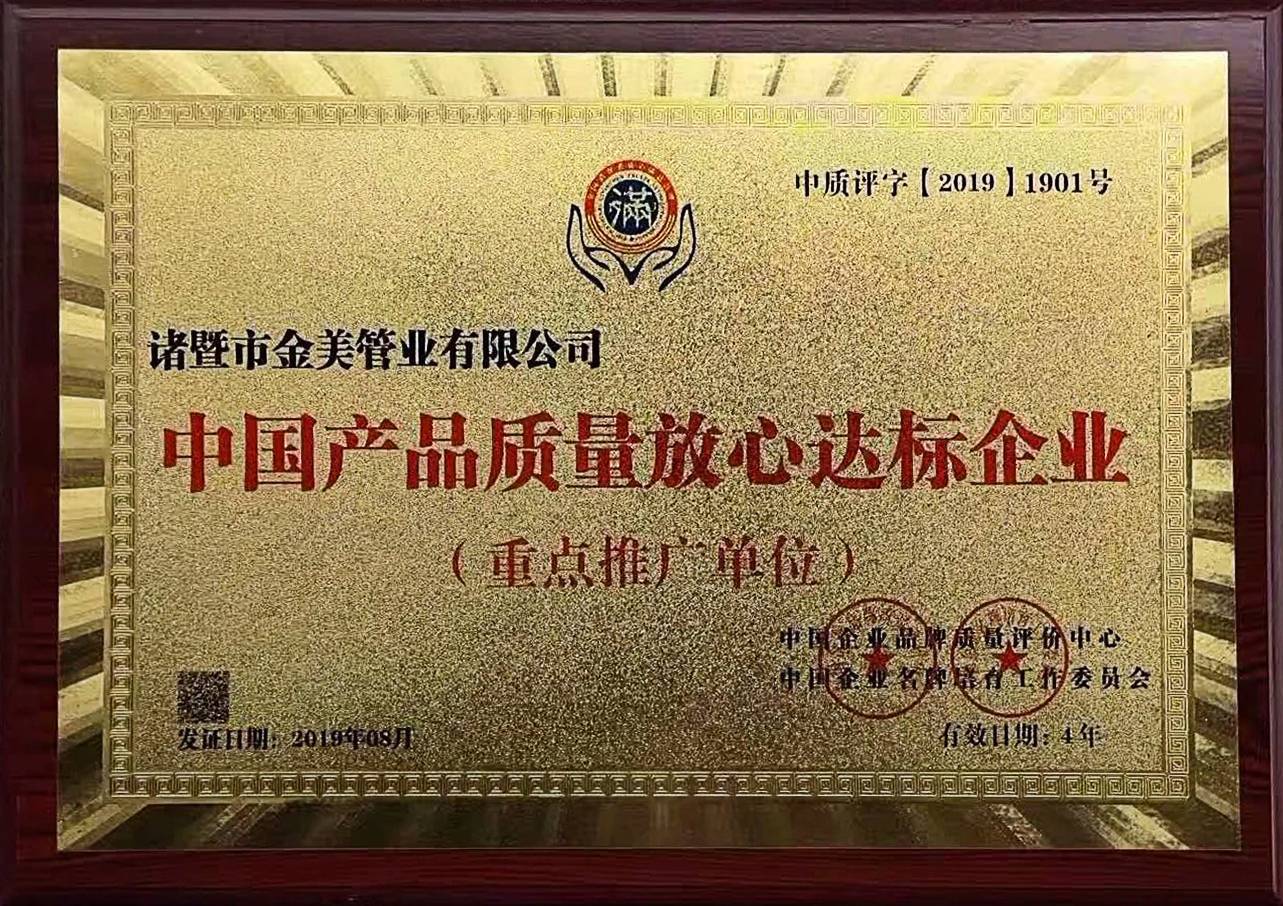 滿
中质评字【2019】1901号
诸暨市金美管业有限公司
中国产品质量放心达标企业
（重点推广单位）
中国企业品牌质量评价中心
中国企业名牌培育工作委员会
发证日期：2019年08月
有效日期：4年